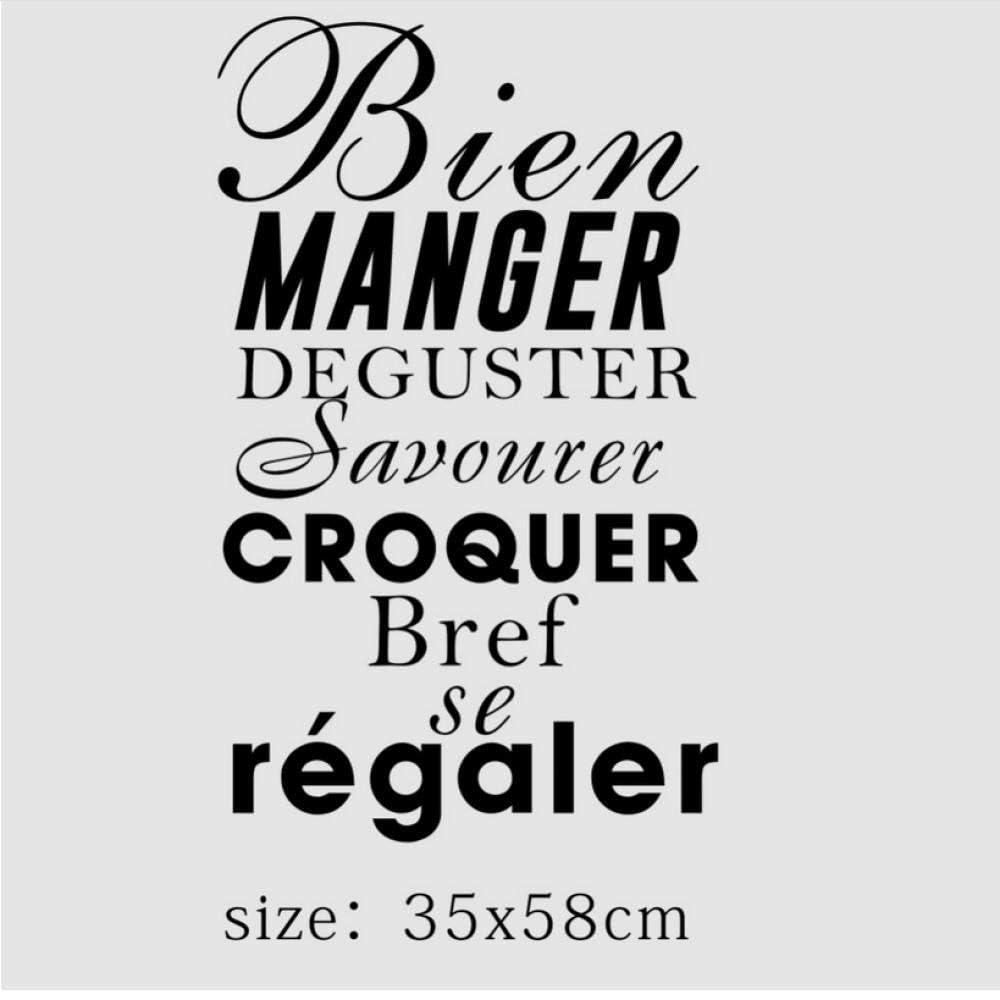 Bien
MANGER
DEGUSTER
Savourer
CROQUER
Bref
se
régaler
size: 35x58cm